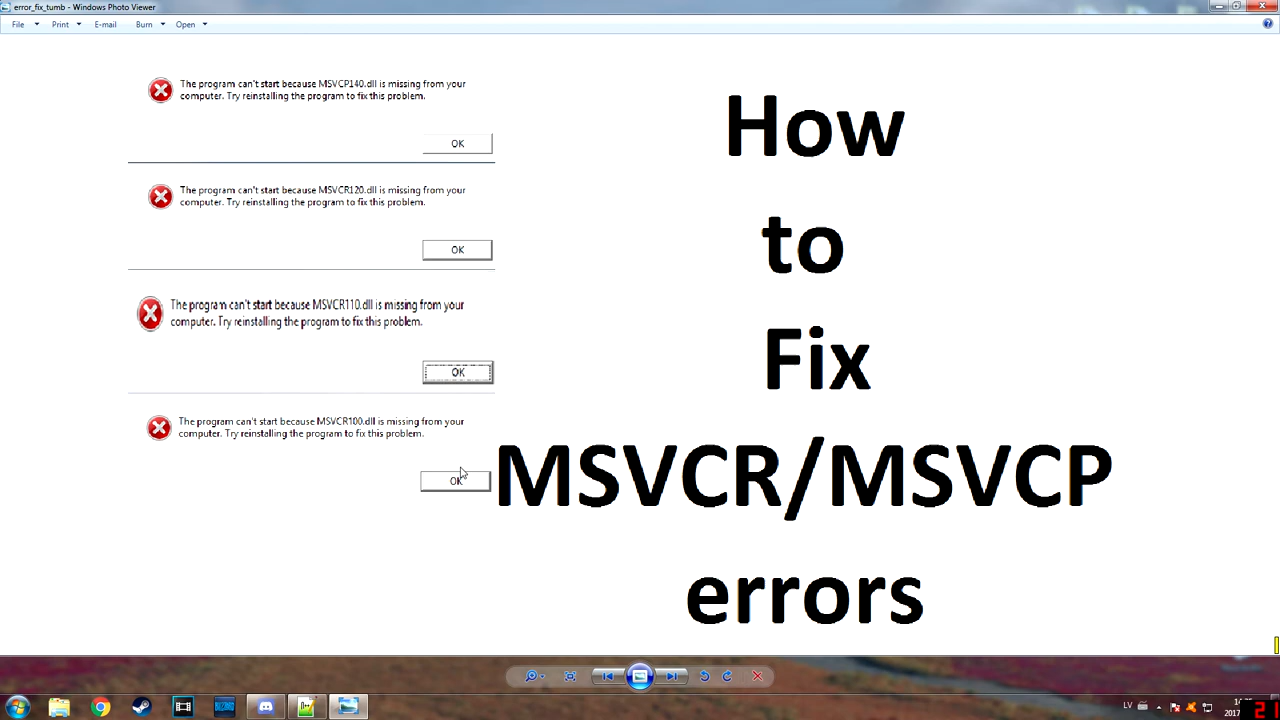 error_fix_tumb - Windows Photo Viewer
File Print E-mail Burn Open
The program can't start because MSVCP140.dll is missing from your
computer. Try reinstalling the program to fix this problem.
OK
The program can't start because MSVCR120.dll is missing from your
computer. Try reinstalling the program to fix this problem.
OK
The program can't start because MSVCR110.dll is missing from your
computer. Try reinstalling the program to fix this problem.
OK
The program can't start because MSVCR100.dll is missing from your
computer. Try reinstalling the program to fix this problem.
OK
How
to
Fix
MSVCR/MSVCP
errors
LV
2017
21